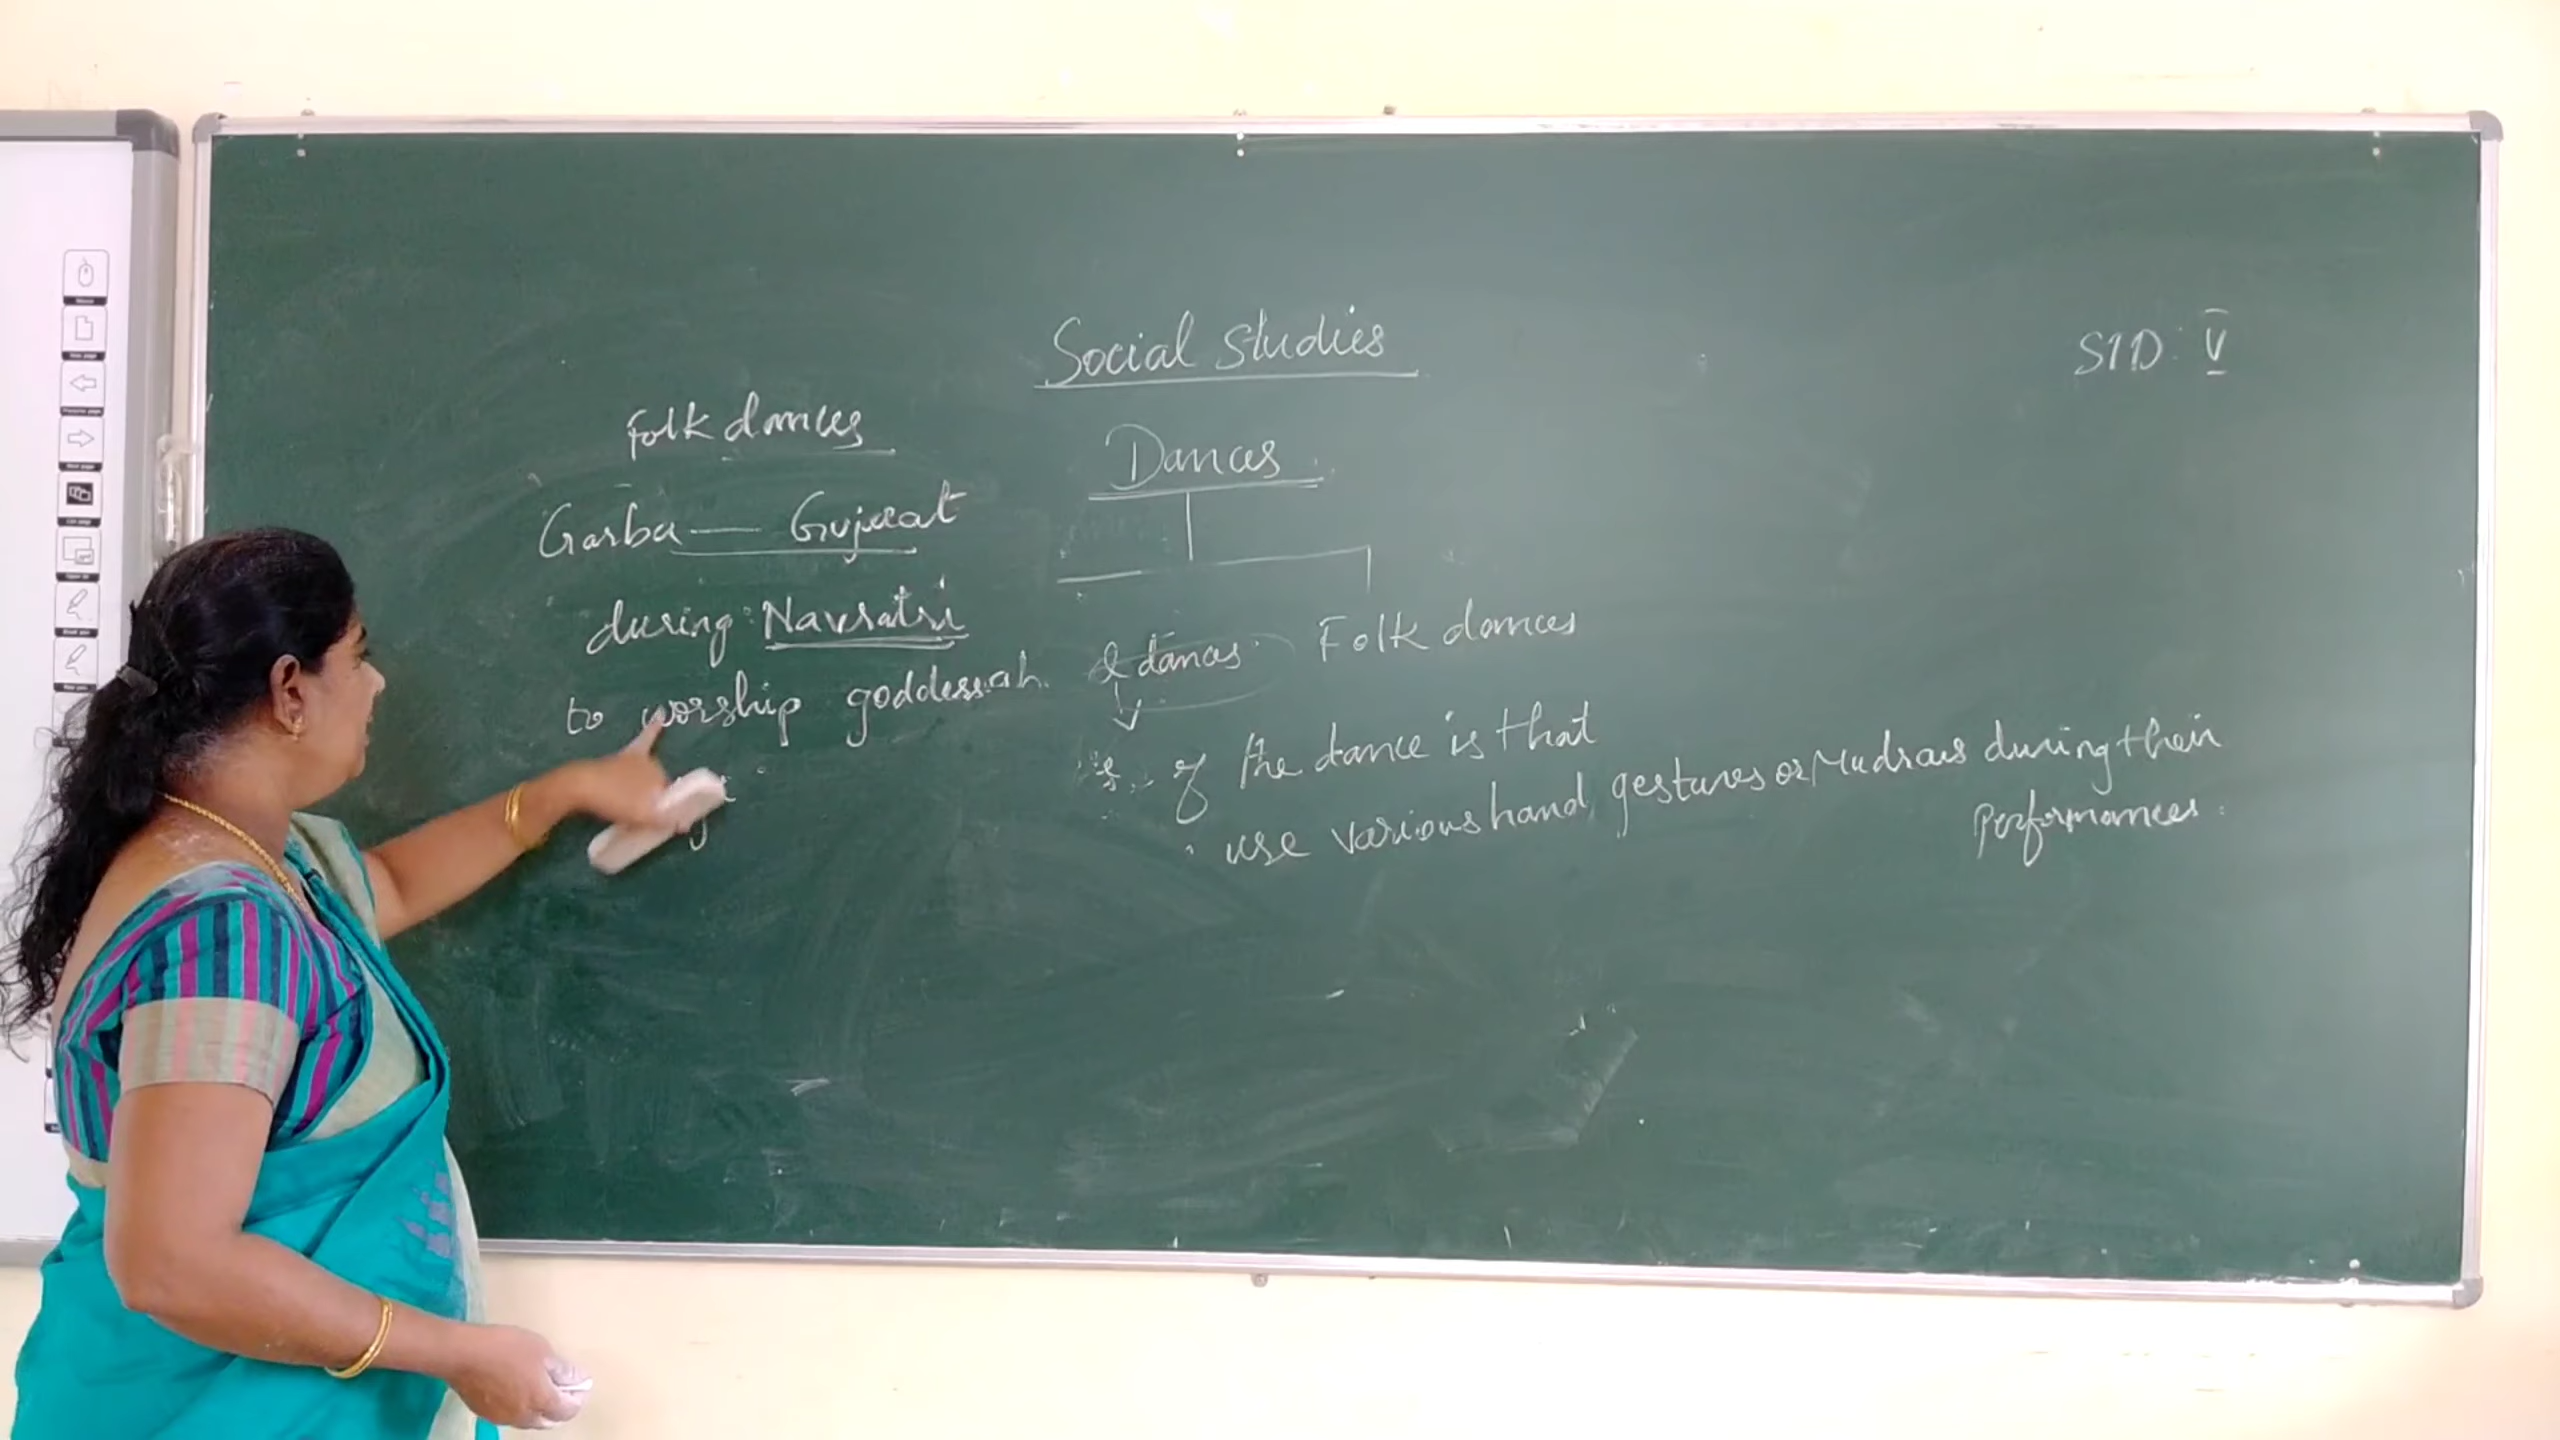 Social Studies
STD: V
Folk dances
Dances
Garba — Gujarat
during: Navratri
to worship goddess
dances
Folk dances
of the dance is that
use various hand gestures or Mudras during their
performances.